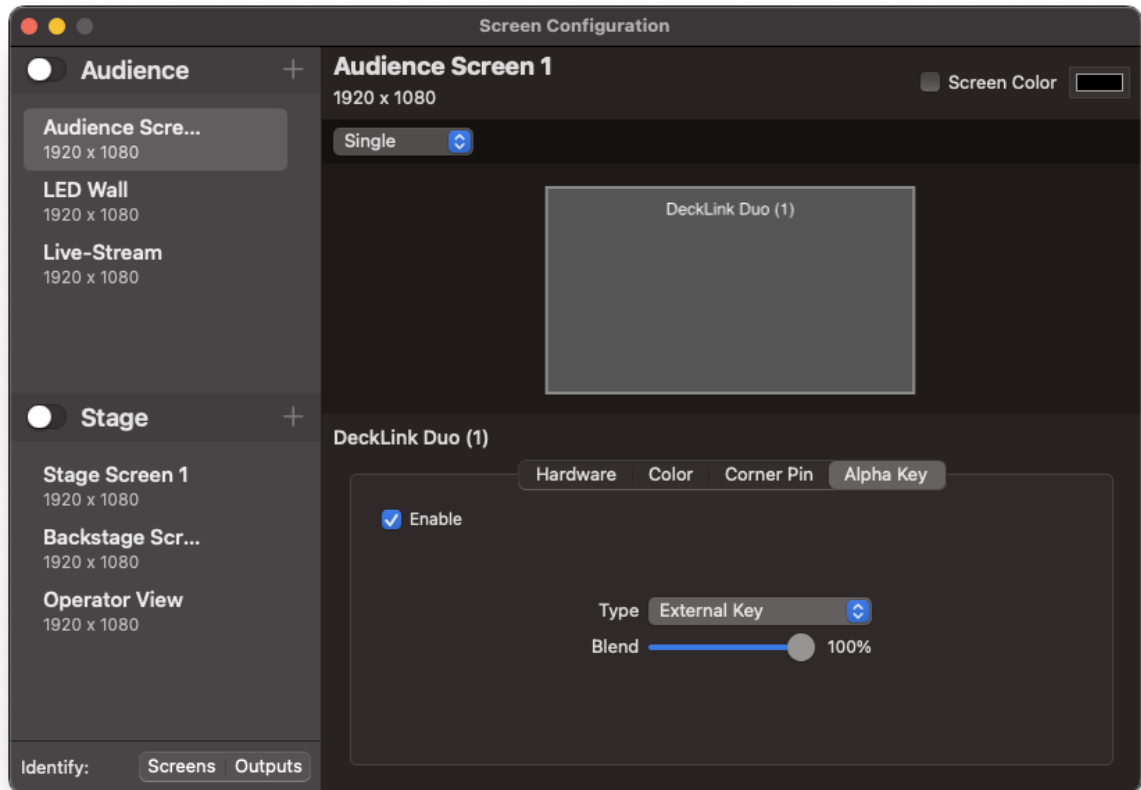 Screen Configuration
Audience
Audience Scre...
1920 x 1080
LED Wall
1920 x 1080
Live-Stream
1920 x 1080
Stage
Stage Screen 1
1920 x 1080
Backstage Scr...
1920 x 1080
Operator View
1920 x 1080
Identify: Screens Outputs
Audience Screen 1
1920 x 1080
Screen Color
Single
DeckLink Duo (1)
DeckLink Duo (1)
Hardware Color Corner Pin Alpha Key
Enable
Type External Key
Blend 100%